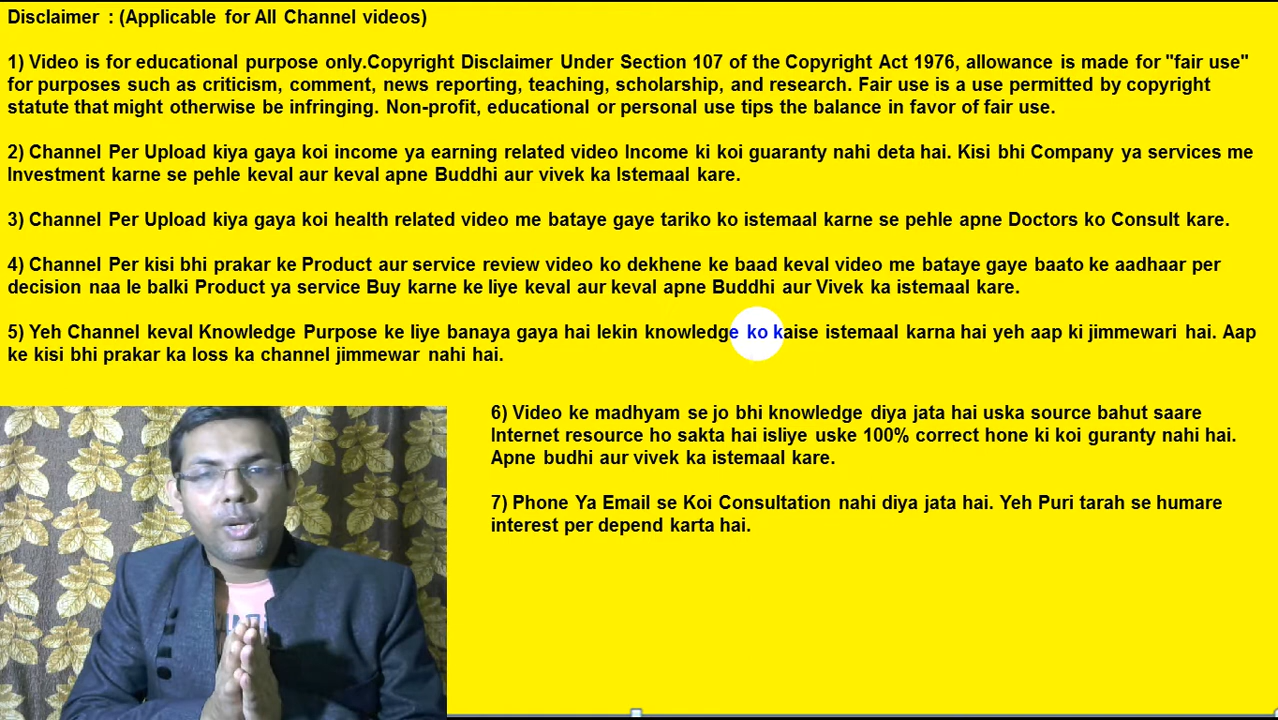 Disclaimer : (Applicable for All Channel videos)
1) Video is for educational purpose only.Copyright Disclaimer Under Section 107 of the Copyright Act 1976, allowance is made for "fair use"
for purposes such as criticism, comment, news reporting, teaching, scholarship, and research. Fair use is a use permitted by copyright
statute that might otherwise be infringing. Non-profit, educational or personal use tips the balance in favor of fair use.
2) Channel Per Upload kiya gaya koi income ya earning related video Income ki koi guaranty nahi deta hai. Kisi bhi Company ya services me
Investment karne se pehle keval aur keval apne Buddhi aur vivek ka Istemaal kare.
3) Channel Per Upload kiya gaya koi health related video me bataye gaye tariko ko istemaal karne se pehle apne Doctors ko Consult kare.
4) Channel Per kisi bhi prakar ke Product aur service review video ko dekhene ke baad keval video me bataye gaye baato ke aadhaar per
decision naa le balki Product ya service Buy karne ke liye keval aur keval apne Buddhi aur Vivek ka istemaal kare.
5) Yeh Channel keval Knowledge Purpose ke liye banaya gaya hai lekin knowledge ko kaise istemaal karna hai yeh aap ki jimmewari hai. Aap
ke kisi bhi prakar ka loss ka channel jimmewar nahi hai.
6) Video ke madhyam se jo bhi knowledge diya jata hai uska source bahut saare
Internet resource ho sakta hai isliye uske 100% correct hone ki koi guranty nahi hai.
Apne budhi aur vivek ka istemaal kare.
7) Phone Ya Email se Koi Consultation nahi diya jata hai. Yeh Puri tarah se humare
interest per depend karta hai.